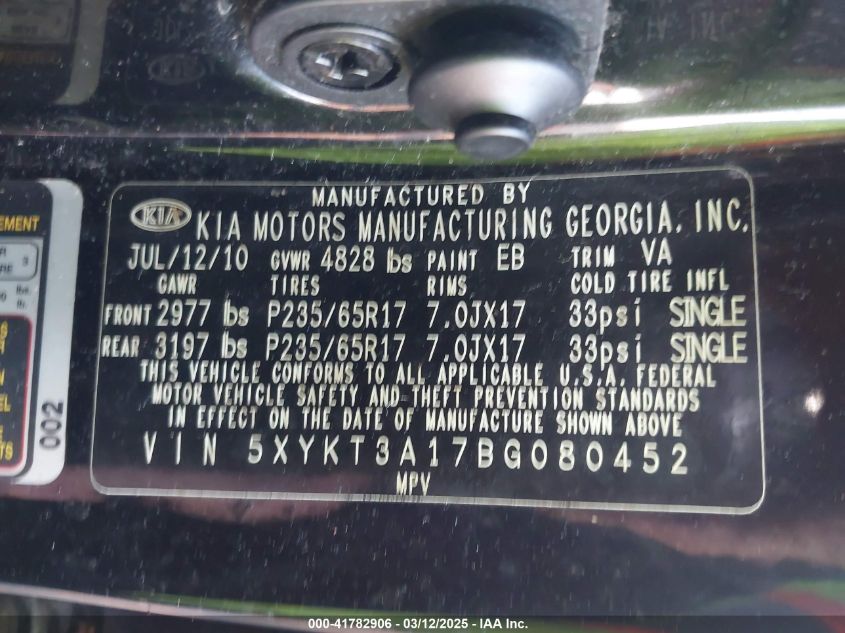 MANUFACTURED BY
KIA KIA MOTORS MANUFACTURING GEORGIA, INC.
JUL/12/10 GVWR 4828 lbs PAINT EB TRIM VA
GAWR TIRES RIMS COLD TIRE INFL
FRONT 2977 lbs P235/65R17 7.0JX17 33psi SINGLE
REAR 3197 lbs P235/65R17 7.0JX17 33psi SINGLE
THIS VEHICLE CONFORMS TO ALL APPLICABLE U.S.A. FEDERAL
MOTOR VEHICLE SAFETY AND THEFT PREVENTION STANDARDS
IN EFFECT ON THE DATE OF MANUFACTURE SHOWN ABOVE
VIN 5XYKT3A17BG080452
MPV
002
000-41782906 - 03/12/2025 - IAA Inc.